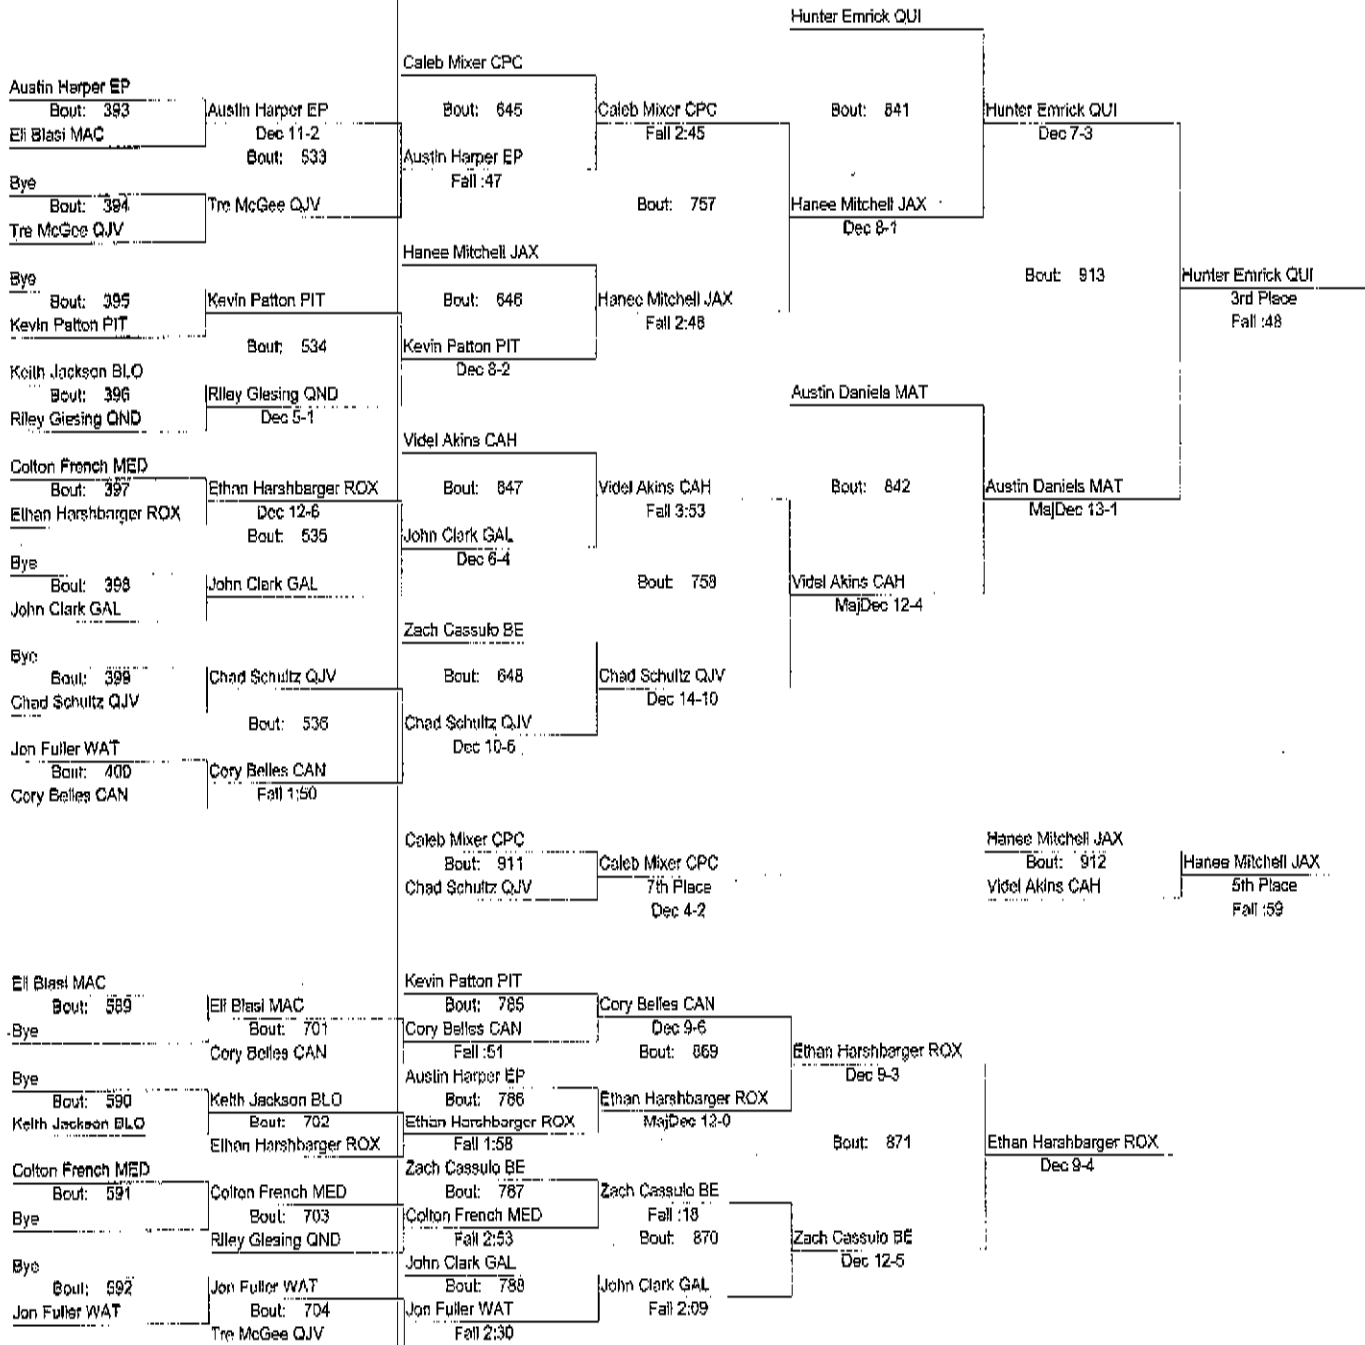 Hunter Emrick QUI
Caleb Mixer CPC
Austin Harper EP
Bout: 393
Austin Harper EP
Bout: 645
Caleb Mixer CPC
Bout: 841
Hunter Emrick QUI
Eli Blasi MAC
Dec 11-2
Fall 2:45
Dec 7-3
Bout: 533
Austin Harper EP
Bye
Fall :47
Bout: 394
Tre McGee QJV
Bout: 757
Hanee Mitchell JAX
Tre McGee QJV
Dec 8-1
Hanee Mitchell JAX
Bye
Bout: 913
Hunter Emrick QUI
Bout: 395
Kevin Patton PIT
Bout: 646
Hanee Mitchell JAX
3rd Place
Kevin Patton PIT
Fall 2:48
Fall :48
Bout: 534
Kevin Patton PIT
Keith Jackson BLO
Dec 8-2
Bout: 396
Riley Giesing QND
Austin Daniels MAT
Riley Giesing QND
Dec 5-1
Videl Akins CAH
Colton French MED
Bout: 397
Ethan Harshbarger ROX
Bout: 647
Videl Akins CAH
Bout: 842
Austin Daniels MAT
Ethan Harshbarger ROX
Dec 12-6
Fall 3:53
MajDec 13-1
Bout: 535
John Clark GAL
Bye
Dec 6-4
Bout: 398
John Clark GAL
Bout: 758
Videl Akins CAH
John Clark GAL
MajDec 12-4
Zach Cassulo BE
Bye
Bout: 399
Chad Schultz QJV
Bout: 648
Chad Schultz QJV
Chad Schultz QJV
Dec 14-10
Bout: 536
Chad Schultz QJV
Jon Fuller WAT
Dec 10-6
Bout: 400
Cory Belles CAN
Cory Belles CAN
Fall 1:50
Caleb Mixer CPC
Hanee Mitchell JAX
Bout: 911
Caleb Mixer CPC
Bout: 912
Hanee Mitchell JAX
Chad Schultz QJV
7th Place
Videl Akins CAH
5th Place
Dec 4-2
Fall :59
Eli Blasi MAC
Kevin Patton PIT
Bout: 589
Eli Blasi MAC
Bout: 785
Cory Belles CAN
Bye
Bout: 701
Cory Belles CAN
Dec 9-6
Cory Belles CAN
Fall :51
Bout: 869
Ethan Harshbarger ROX
Bye
Austin Harper EP
Dec 9-3
Bout: 590
Keith Jackson BLO
Bout: 786
Ethan Harshbarger ROX
Keith Jackson BLO
Bout: 702
Ethan Harshbarger ROX
MajDec 12-0
Ethan Harshbarger ROX
Fall 1:58
Bout: 871
Ethan Harshbarger ROX
Colton French MED
Zach Cassulo BE
Dec 9-4
Bout: 591
Colton French MED
Bout: 787
Zach Cassulo BE
Bye
Bout: 703
Colton French MED
Fall :18
Riley Giesing QND
Fall 2:53
Bout: 870
Zach Cassulo BE
Bye
John Clark GAL
Dec 12-5
Bout: 592
Jon Fuller WAT
Bout: 788
John Clark GAL
Jon Fuller WAT
Bout: 704
Jon Fuller WAT
Fall 2:09
Tre McGee QJV
Fall 2:30